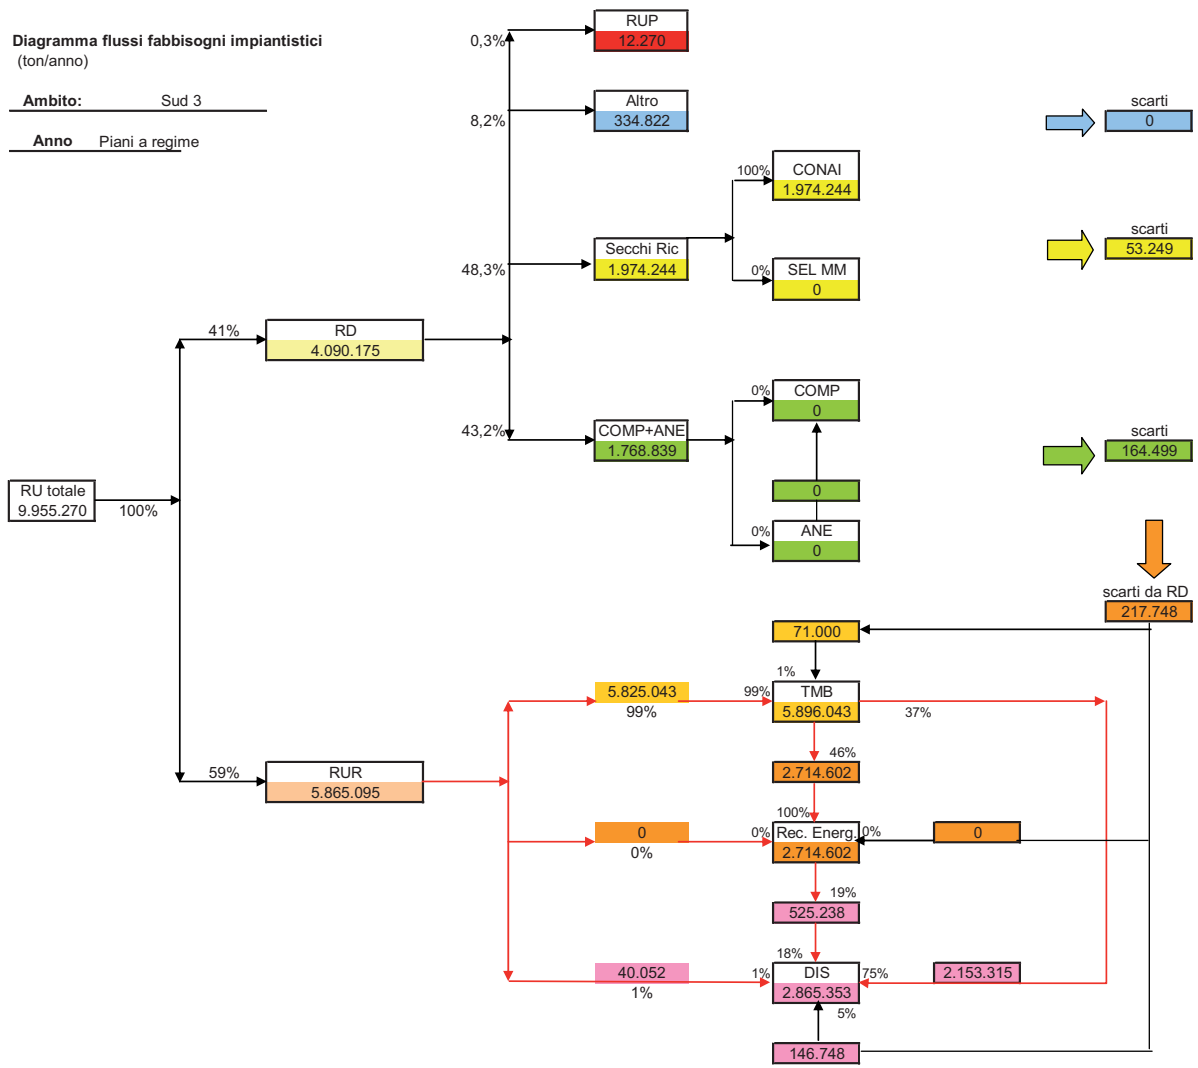 Diagramma flussi fabbisogni impiantistici
(ton/anno)
Ambito: Sud 3
Anno Piani a regime
0,3%
RUP
12.270
8,2%
Altro
334.822
scarti
0
100%
CONAI
1.974.244
48,3%
Secchi Ric
1.974.244
0%
SEL MM
0
scarti
53.249
41%
RD
4.090.175
43,2%
COMP+ANE
1.768.839
0%
COMP
0
0
0%
ANE
0
scarti
164.499
RU totale
9.955.270
100%
scarti da RD
217.748
71.000
1%
5.825.043
99%
99%
TMB
5.896.043
37%
46%
2.714.602
59%
RUR
5.865.095
100%
0
0%
0%
Rec. Energ.
2.714.602
0%
0
19%
525.238
18%
40.052
1%
1%
DIS
2.865.353
75%
2.153.315
5%
146.748